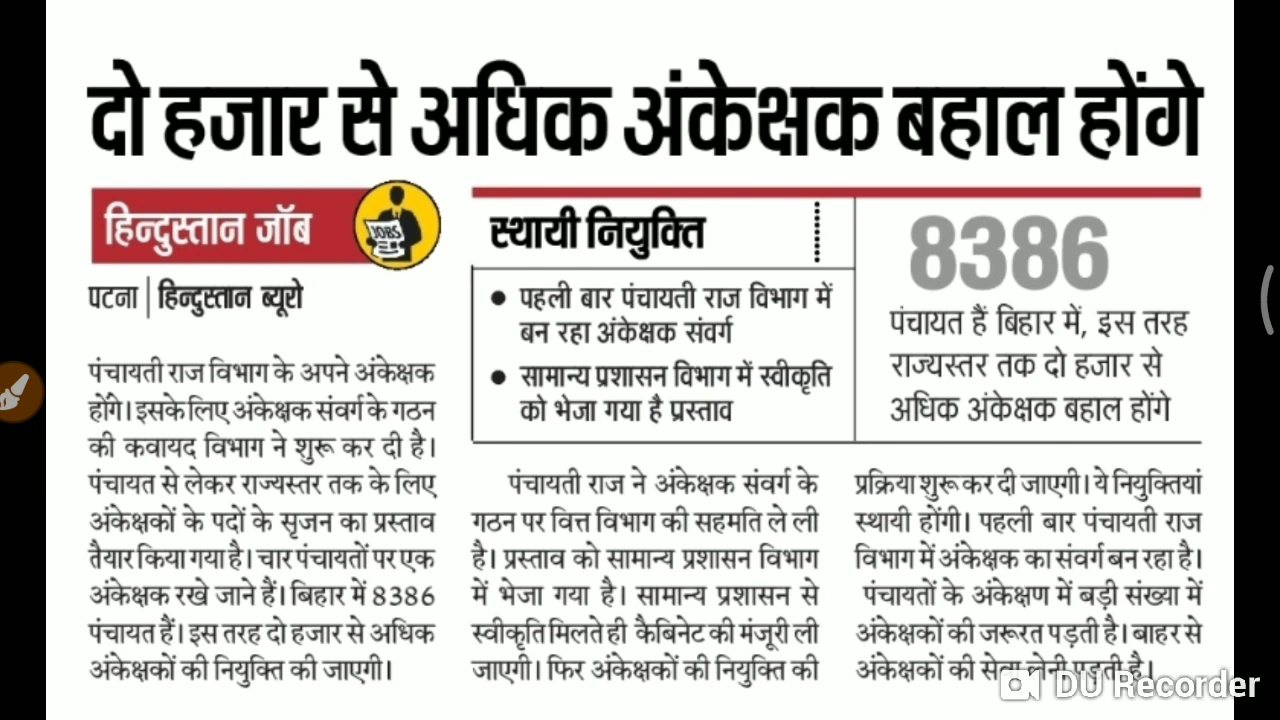 दो हजार से अधिक अंकेक्षक बहाल होंगे
हिन्दुस्तान जॉब
JOBS
पटना | हिन्दुस्तान ब्यूरो
पंचायती राज विभाग के अपने अंकेक्षक
होंगे। इसके लिए अंकेक्षक संवर्ग के गठन
की कवायद विभाग ने शुरू कर दी है।
पंचायत से लेकर राज्यस्तर तक के लिए
अंकेक्षकों के पदों के सृजन का प्रस्ताव
तैयार किया गया है। चार पंचायतों पर एक
अंकेक्षक रखे जाने हैं। बिहार में 8386
पंचायत हैं। इस तरह दो हजार से अधिक
अंकेक्षकों की नियुक्ति की जाएगी।
स्थायी नियुक्ति
● पहली बार पंचायती राज विभाग में
बन रहा अंकेक्षक संवर्ग
● सामान्य प्रशासन विभाग में स्वीकृति
को भेजा गया है प्रस्ताव
8386
पंचायत हैं बिहार में, इस तरह
राज्यस्तर तक दो हजार से
अधिक अंकेक्षक बहाल होंगे
पंचायती राज ने अंकेक्षक संवर्ग के
गठन पर वित्त विभाग की सहमति ले ली
है। प्रस्ताव को सामान्य प्रशासन विभाग
में भेजा गया है। सामान्य प्रशासन से
स्वीकृति मिलते ही कैबिनेट की मंजूरी ली
जाएगी। फिर अंकेक्षकों की नियुक्ति की
प्रक्रिया शुरू कर दी जाएगी। ये नियुक्तियां
स्थायी होंगी। पहली बार पंचायती राज
विभाग में अंकेक्षक का संवर्ग बन रहा है।
पंचायतों के अंकेक्षण में बड़ी संख्या में
अंकेक्षकों की जरूरत पड़ती है। बाहर से
अंकेक्षकों की सेवा लेनी पड़ती है।
DU Recorder